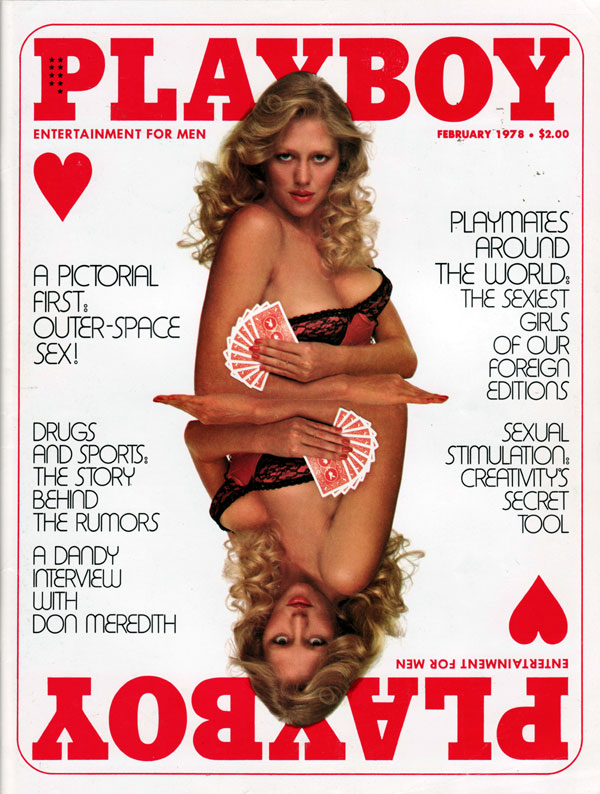 PLAYBOY
ENTERTAINMENT FOR MEN
FEBRUARY 1978 • $2.00
A PICTORIAL
FIRST:
OUTER-SPACE
SEX!
DRUGS
AND SPORTS:
THE STORY
BEHIND
THE RUMORS
A DANDY
INTERVIEW
WITH
DON MEREDITH
PLAYMATES
AROUND
THE WORLD:
THE SEXIEST
GIRLS
OF OUR
FOREIGN
EDITIONS
SEXUAL
STIMULATION:
CREATIVITY'S
SECRET
TOOL
ENTERTAINMENT FOR MEN
PLAYBOY